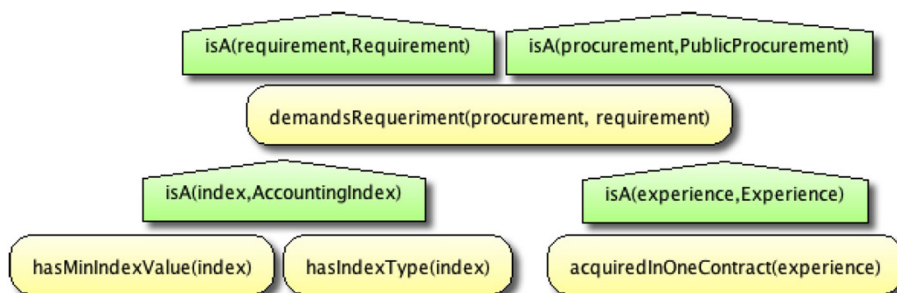 isA(requirement,Requirement)
isA(procurement,PublicProcurement)
demandsRequeriment(procurement, requirement)
isA(index,AccountingIndex)
isA(experience,Experience)
hasMinIndexValue(index)
hasIndexType(index)
acquiredInOneContract(experience)